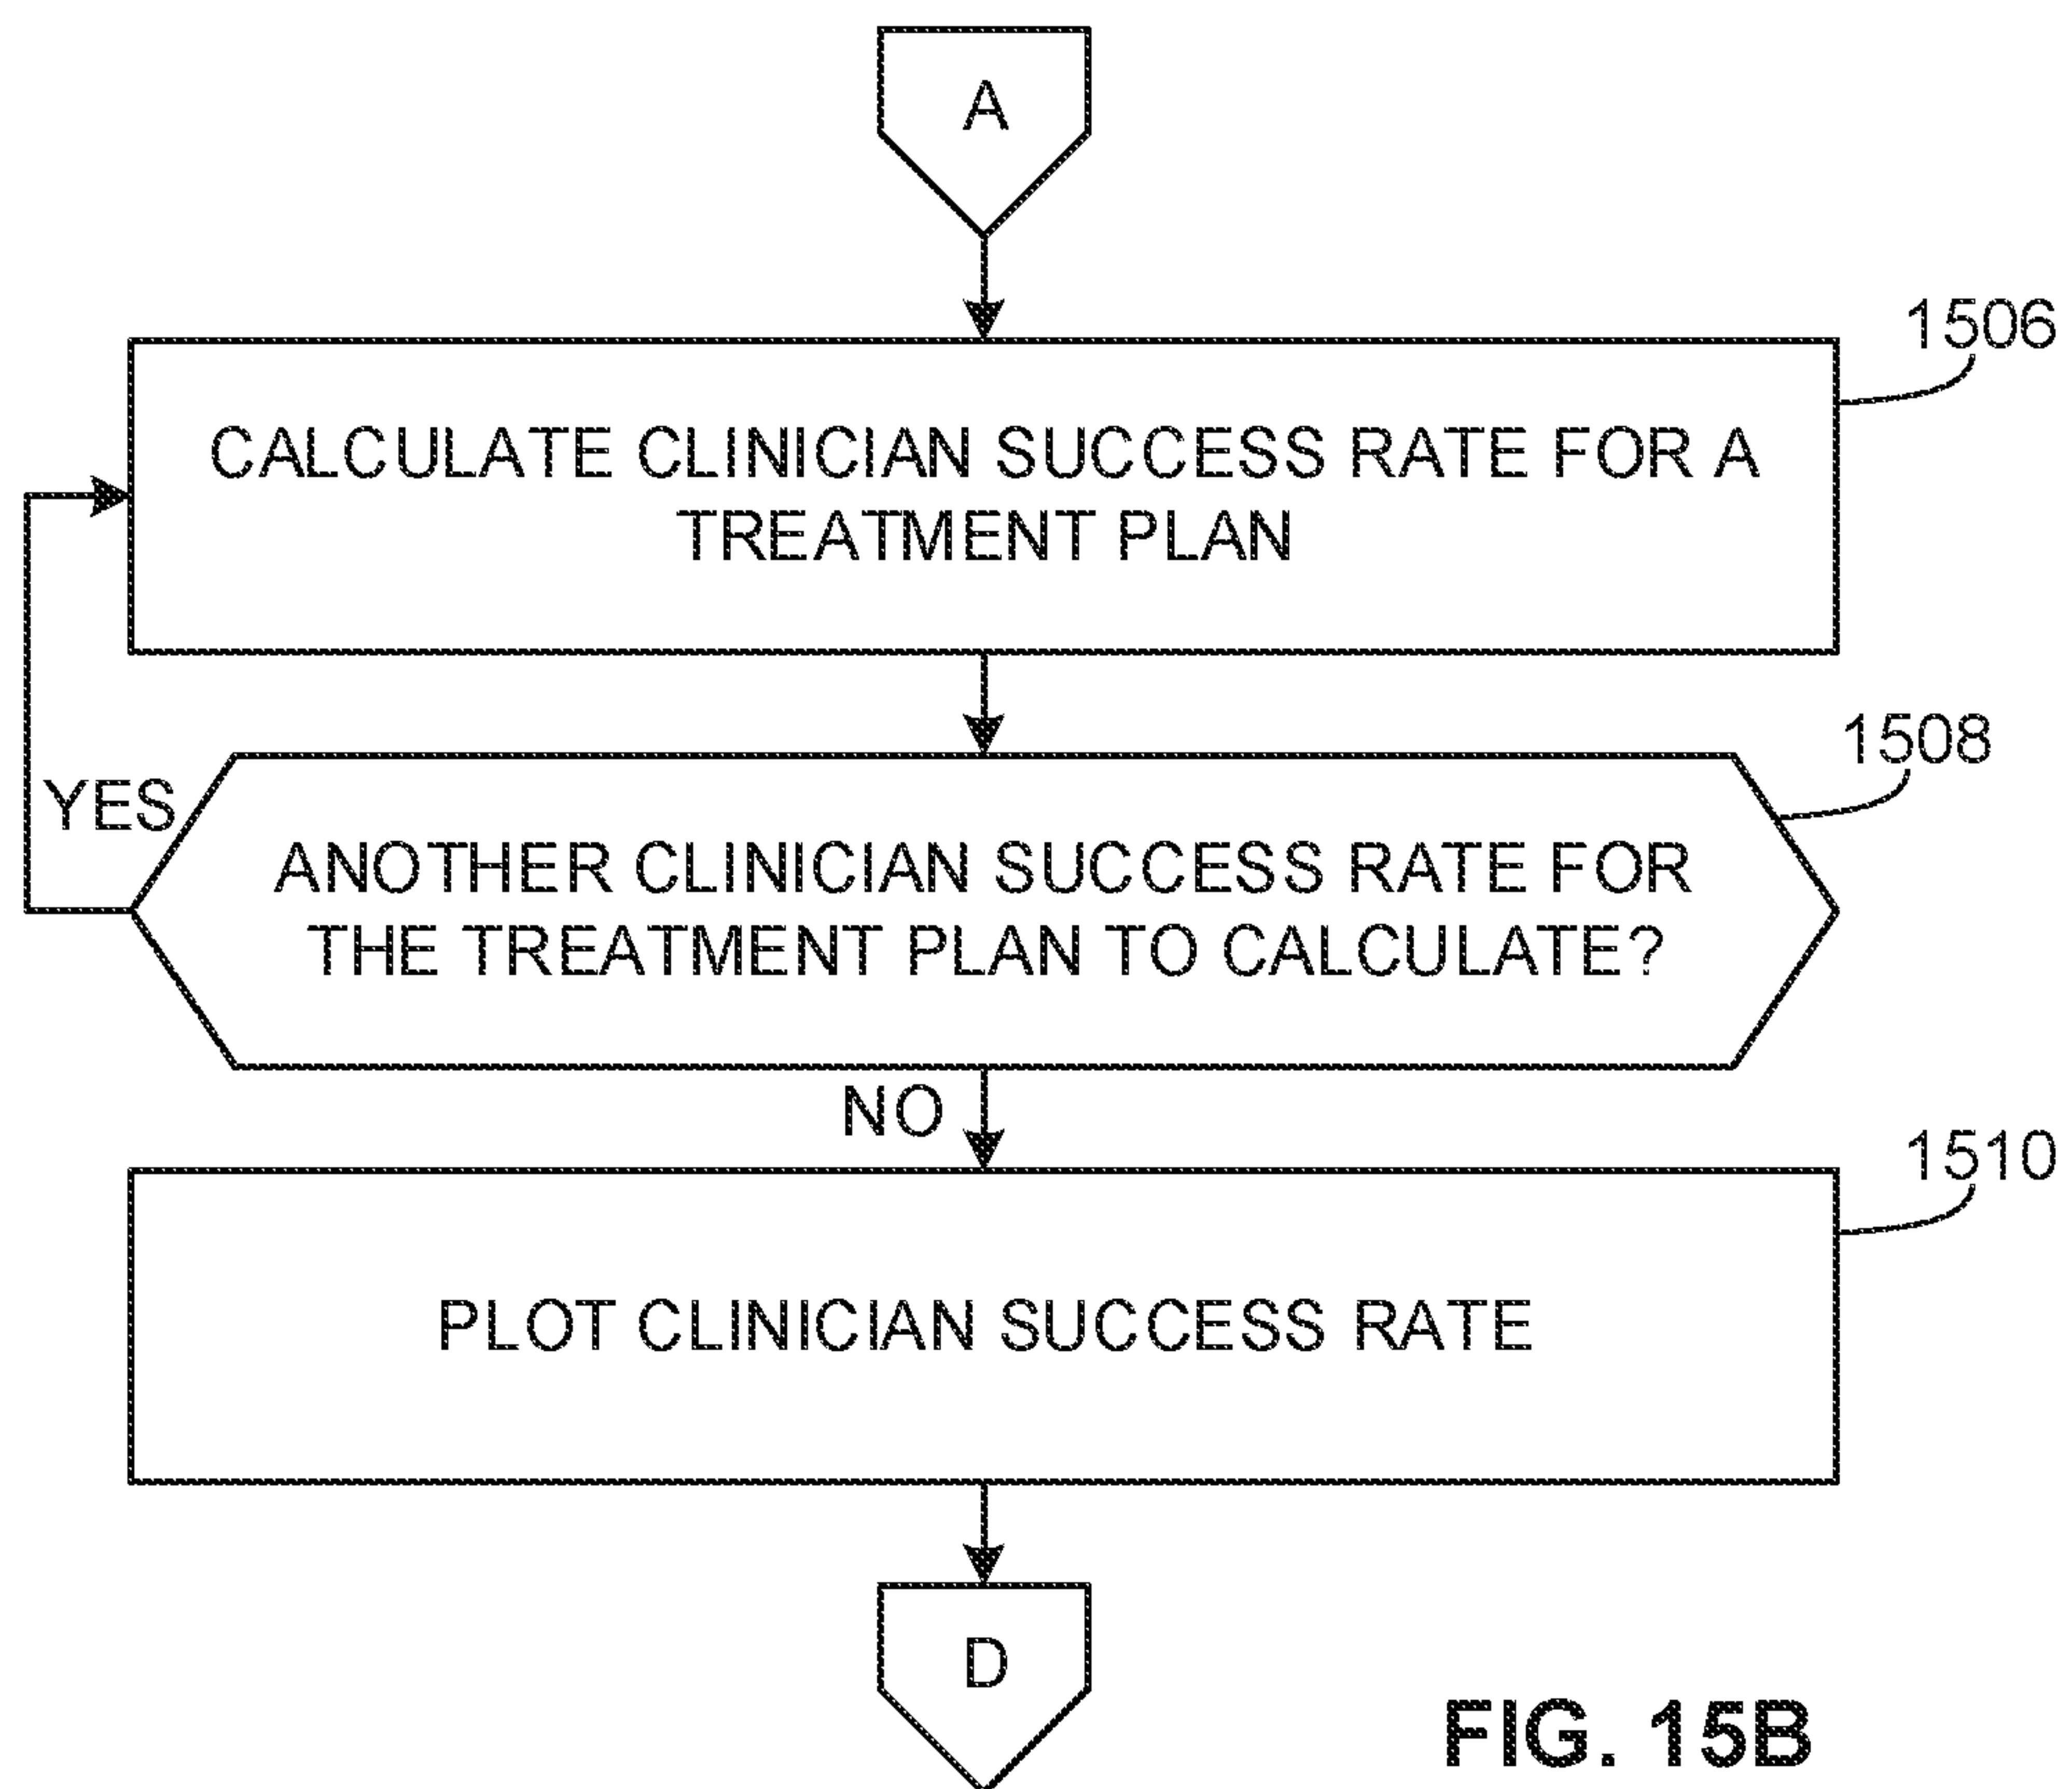 A
1506
CALCULATE CLINICIAN SUCCESS RATE FOR A
TREATMENT PLAN
1508
YES
ANOTHER CLINICIAN SUCCESS RATE FOR
THE TREATMENT PLAN TO CALCULATE?
NO
1510
PLOT CLINICIAN SUCCESS RATE
D
FIG. 15B